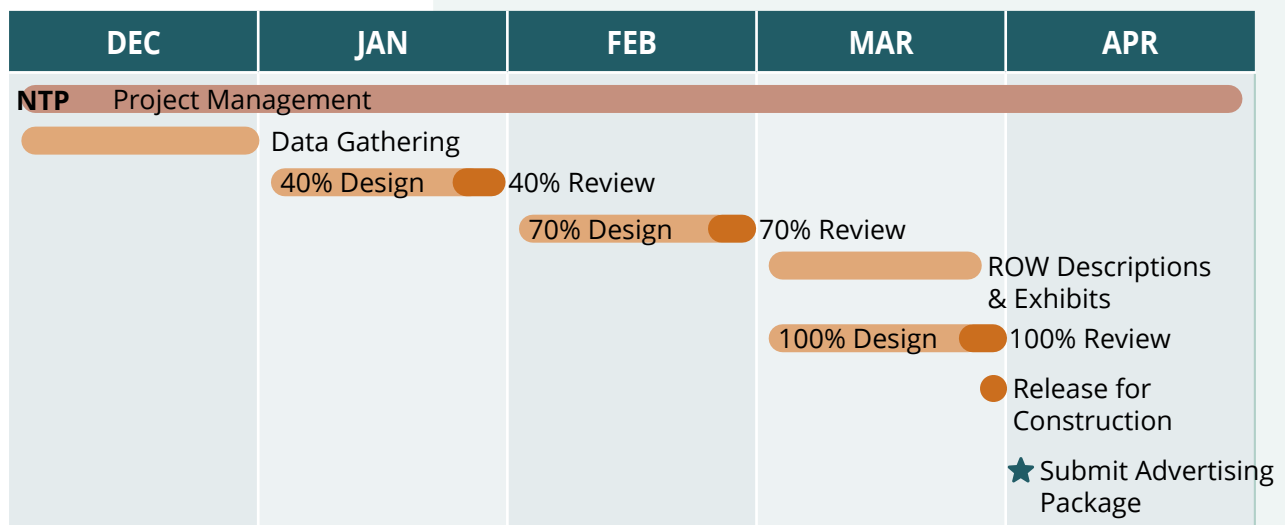 DEC JAN FEB MAR APR
NTP Project Management
Data Gathering
40% Design 40% Review
70% Design 70% Review
ROW Descriptions
& Exhibits
100% Design 100% Review
Release for
Construction
Submit Advertising
Package